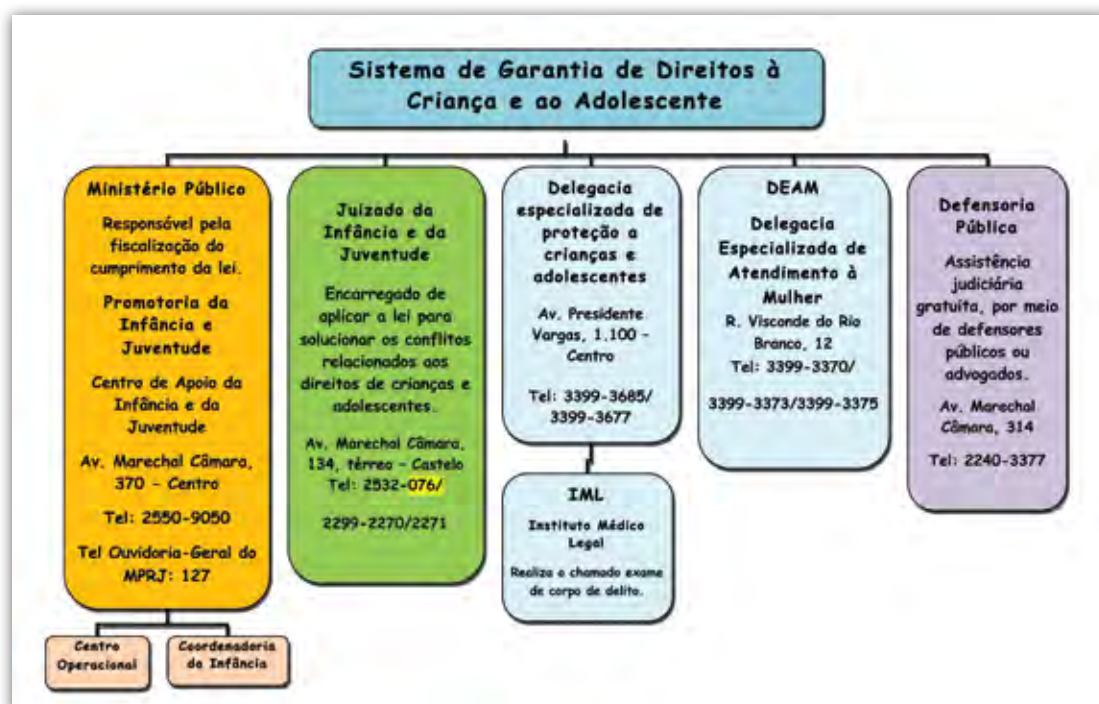 Sistema de Garantia de Direitos à
Criança e ao Adolescente
Ministério Público
Responsável pela
fiscalização do
cumprimento da lei.
Promotoria da
Infância e
Juventude
Centro de Apoio da
Infância e da
Juventude
Av. Marechal Câmara,
370 – Centro
Tel: 2550-9050
Tel Ouvidoria-Geral do
MPRJ: 127
Centro
Operacional
Coordenadoria
da Infância
Juizado da
Infância e da
Juventude
Encarregado de
aplicar a lei para
solucionar os conflitos
relacionados aos
direitos de crianças e
adolescentes.
Av. Marechal Câmara,
134, térreo – Castelo
Tel: 2532-076/
2299-2270/2271
Delegacia
especializada de
proteção a
crianças e
adolescentes
Av. Presidente
Vargas, 1.100 –
Centro
Tel: 3399-3685/
3399-3677
IML
Instituto Médico
Legal
Realiza o chamado exame
de corpo de delito.
DEAM
Delegacia
Especializada de
Atendimento à
Mulher
R. Visconde do Rio
Branco, 12
Tel: 3399-3370/
3399-3373/3399-3375
Defensoria
Pública
Assistência
judiciária
gratuita, por meio
de defensores
públicos ou
advogados.
Av. Marechal
Câmara, 314
Tel: 2240-3377